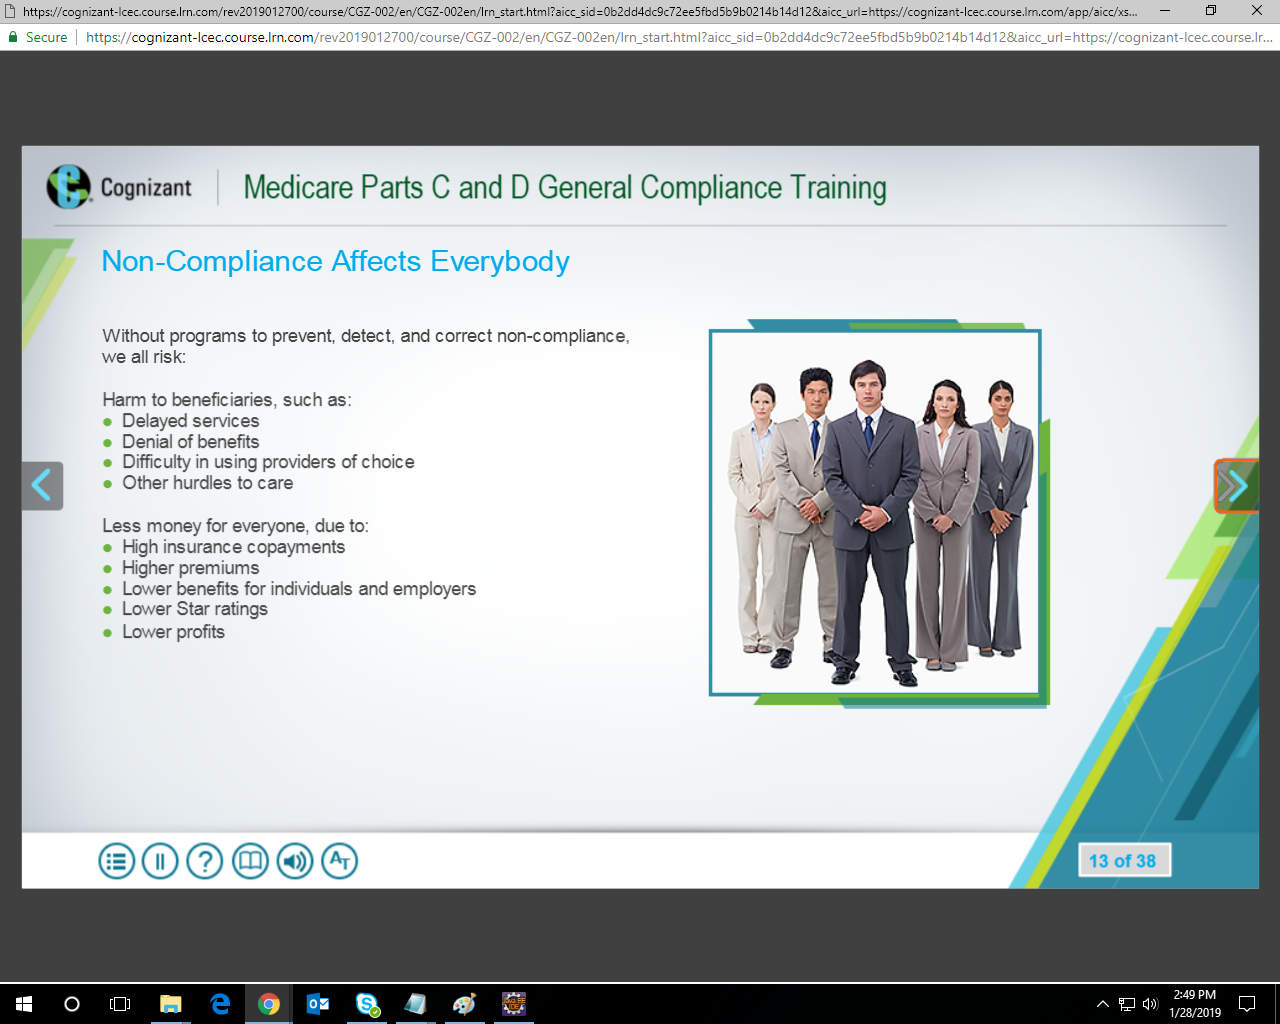 https://cognizant-lcec.course.lrn.com/rev2019012700/course/CGZ-002/en/CGZ-002en/lrn_start.html?aicc_sid=0b2dd4dc9c72ee5fbd5b9b0214b14d12&aicc_url=https://cognizant-lcec.course.lrn.com/app/aicc/xs...
Secure https://cognizant-lcec.course.lrn.com/rev2019012700/course/CGZ-002/en/CGZ-002en/lrn_start.html?aicc_sid=0b2dd4dc9c72ee5fbd5b9b0214b14d12&aicc_url=https://cognizant-lcec.course.lr...
Cognizant Medicare Parts C and D General Compliance Training
Non-Compliance Affects Everybody
Without programs to prevent, detect, and correct non-compliance,
we all risk:
Harm to beneficiaries, such as:
Delayed services
Denial of benefits
Difficulty in using providers of choice
Other hurdles to care
Less money for everyone, due to:
High insurance copayments
Higher premiums
Lower benefits for individuals and employers
Lower Star ratings
Lower profits
13 of 38
2:49 PM
1/28/2019